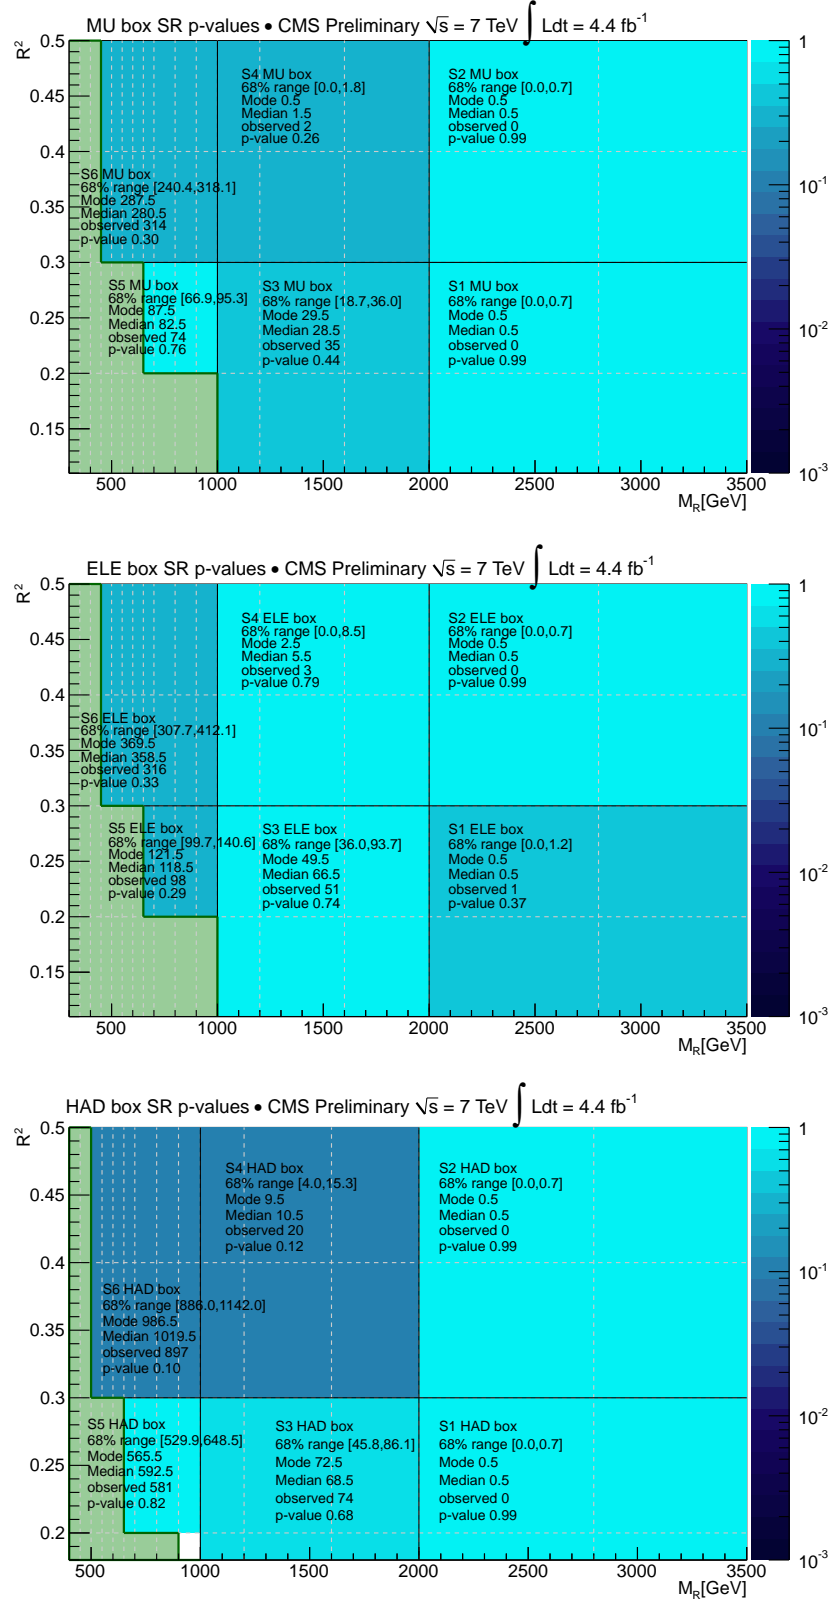 MU box SR p-values • CMS Preliminary √s = 7 TeV ∫ Ldt = 4.4 fb-1
R2
0.5
0.45
0.4
0.35
0.3
0.25
0.2
0.15
S4 MU box
68% range [0.0,1.8]
Mode 0.5
Median 1.5
observed 2
p-value 0.26
S2 MU box
68% range [0.0,0.7]
Mode 0.5
Median 0.5
observed 0
p-value 0.99
S6 MU box
68% range [240.4,318.1]
Mode 287.5
Median 280.5
observed 314
p-value 0.30
S5 MU box
68% range [66.9,95.3]
Mode 87.5
Median 82.5
observed 74
p-value 0.76
S3 MU box
68% range [18.7,36.0]
Mode 29.5
Median 28.5
observed 35
p-value 0.44
S1 MU box
68% range [0.0,0.7]
Mode 0.5
Median 0.5
observed 0
p-value 0.99
1
10-1
10-2
10-3
500 1000 1500 2000 2500 3000 3500
MR[GeV]
ELE box SR p-values • CMS Preliminary √s = 7 TeV ∫ Ldt = 4.4 fb-1
R2
0.5
0.45
0.4
0.35
0.3
0.25
0.2
0.15
S4 ELE box
68% range [0.0,8.5]
Mode 2.5
Median 5.5
observed 3
p-value 0.79
S2 ELE box
68% range [0.0,0.7]
Mode 0.5
Median 0.5
observed 0
p-value 0.99
S6 ELE box
68% range [307.7,412.1]
Mode 369.5
Median 358.5
observed 316
p-value 0.33
S5 ELE box
68% range [99.7,140.6]
Mode 121.5
Median 118.5
observed 98
p-value 0.29
S3 ELE box
68% range [36.0,93.7]
Mode 49.5
Median 66.5
observed 51
p-value 0.74
S1 ELE box
68% range [0.0,1.2]
Mode 0.5
Median 0.5
observed 1
p-value 0.37
1
10-1
10-2
10-3
500 1000 1500 2000 2500 3000 3500
MR[GeV]
HAD box SR p-values • CMS Preliminary √s = 7 TeV ∫ Ldt = 4.4 fb-1
R2
0.5
0.45
0.4
0.35
0.3
0.25
0.2
S4 HAD box
68% range [4.0,15.3]
Mode 9.5
Median 10.5
observed 20
p-value 0.12
S2 HAD box
68% range [0.0,0.7]
Mode 0.5
Median 0.5
observed 0
p-value 0.99
S6 HAD box
68% range [886.0,1142.0]
Mode 986.5
Median 1019.5
observed 897
p-value 0.10
S5 HAD box
68% range [529.9,648.5]
Mode 565.5
Median 592.5
observed 581
p-value 0.82
S3 HAD box
68% range [45.8,86.1]
Mode 72.5
Median 68.5
observed 74
p-value 0.68
S1 HAD box
68% range [0.0,0.7]
Mode 0.5
Median 0.5
observed 0
p-value 0.99
1
10-1
10-2
10-3
500 1000 1500 2000 2500 3000 3500
MR[GeV]